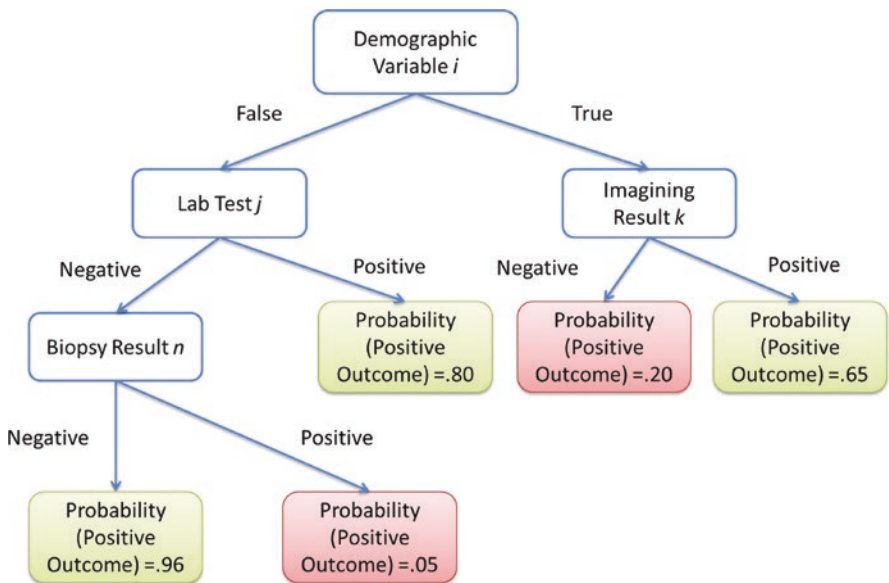 Demographic
Variable i
False
True
Lab Test j
Imagining
Result k
Negative
Positive
Negative
Positive
Biopsy Result n
Probability
(Positive
Outcome) =.80
Probability
(Positive
Outcome) =.20
Probability
(Positive
Outcome) =.65
Negative
Positive
Probability
(Positive
Outcome) =.96
Probability
(Positive
Outcome) =.05